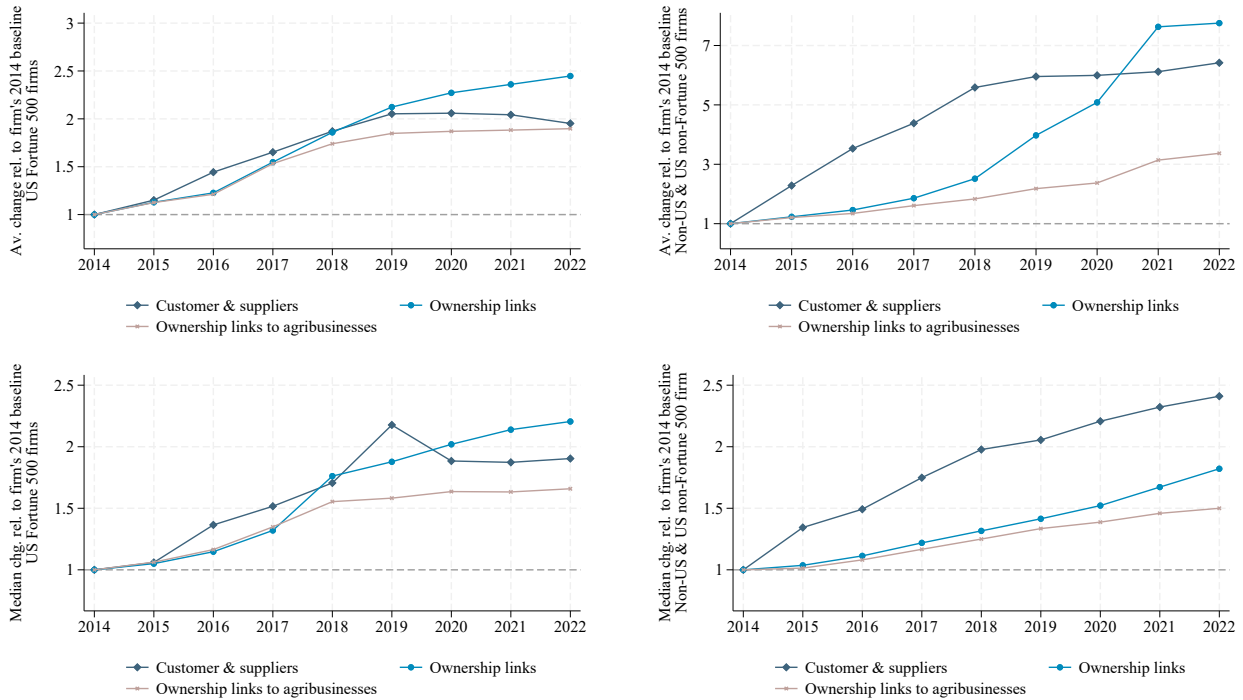 Av. change rel. to firm's 2014 baseline
US Fortune 500 firms
3
2.5
2
1.5
1
2014 2015 2016 2017 2018 2019 2020 2021 2022
Customer & suppliers
Ownership links
Ownership links to agribusinesses
Av. change rel. to firm's 2014 baseline
Non-US & US non-Fortune 500 firms
7
5
3
1
2014 2015 2016 2017 2018 2019 2020 2021 2022
Customer & suppliers
Ownership links
Ownership links to agribusinesses
Median chg. rel. to firm's 2014 baseline
US Fortune 500 firms
2.5
2
1.5
1
2014 2015 2016 2017 2018 2019 2020 2021 2022
Customer & suppliers
Ownership links
Ownership links to agribusinesses
Median chg. rel. to firm's 2014 baseline
Non-US & US non-Fortune 500 firm
2.5
2
1.5
1
2014 2015 2016 2017 2018 2019 2020 2021 2022
Customer & suppliers
Ownership links
Ownership links to agribusinesses